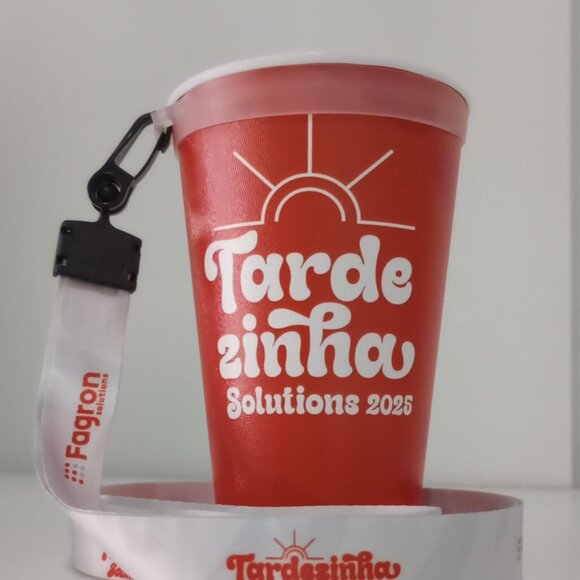 Tarde
zinha
Solutions 2025
Fagron
solutions
Tardezinha